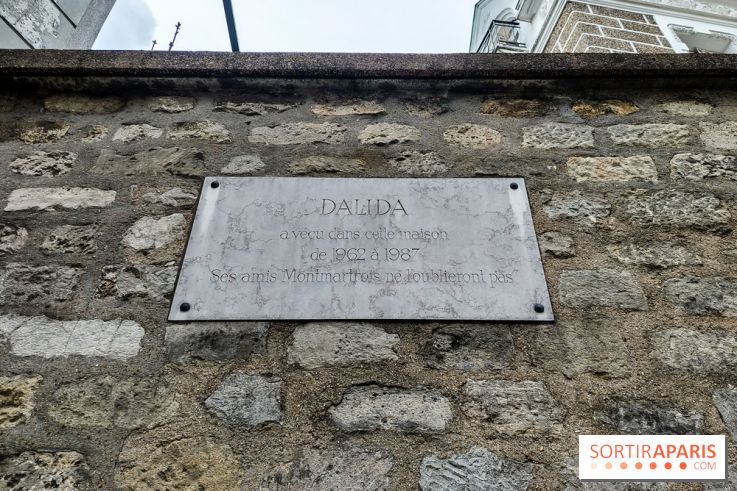 DALIDA
a vécu dans cette maison
de 1962 à 1987
Ses amis Montmartrois ne l'oublieront pas
SORTIRAPARIS
.COM